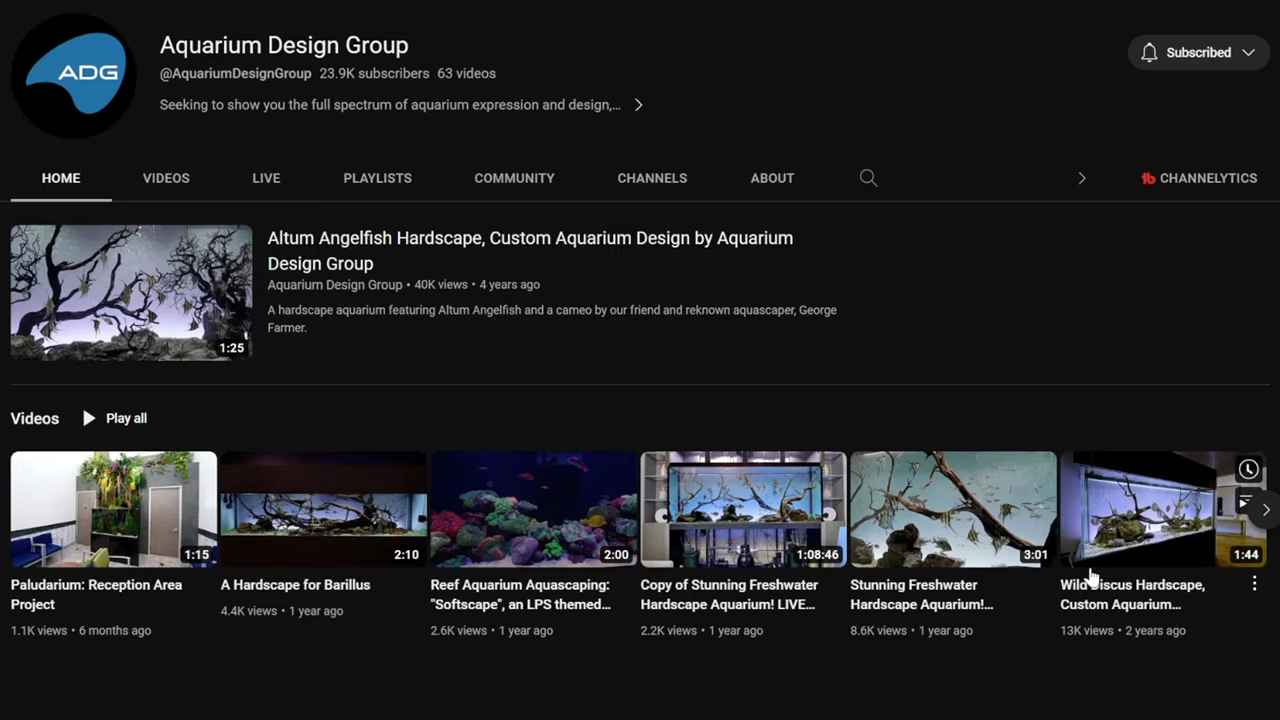 ADG
Aquarium Design Group
@AquariumDesignGroup 23.9K subscribers 63 videos
Seeking to show you the full spectrum of aquarium expression and design,...
Subscribed
HOME VIDEOS LIVE PLAYLISTS COMMUNITY CHANNELS ABOUT CHANNELYTICS
Altum Angelfish Hardscape, Custom Aquarium Design by Aquarium
Design Group
Aquarium Design Group • 40K views • 4 years ago
A hardscape aquarium featuring Altum Angelfish and a cameo by our friend and reknown aquascaper, George
Farmer.
1:25
Videos Play all
1:15 2:10 2:00 1:08:46 3:01 1:44
Paludarium: Reception Area
Project
1.1K views • 6 months ago
A Hardscape for Barillus
4.4K views • 1 year ago
Reef Aquarium Aquascaping:
"Softscape", an LPS themed...
2.6K views • 1 year ago
Copy of Stunning Freshwater
Hardscape Aquarium! LIVE...
2.2K views • 1 year ago
Stunning Freshwater
Hardscape Aquarium!...
8.6K views • 1 year ago
Wild Discus Hardscape,
Custom Aquarium...
13K views • 2 years ago